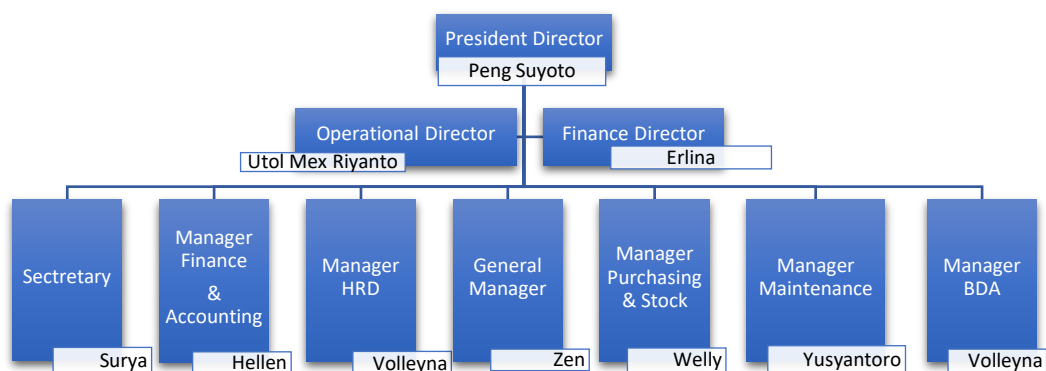 President Director
Peng Suyoto
Operational Director
Utol Mex Riyanto
Finance Director
Erlina
Sectretary
Surya
Manager
Finance
&
Accounting
Hellen
Manager
HRD
Volleyna
General
Manager
Zen
Manager
Purchasing
& Stock
Welly
Manager
Maintenance
Yusyantoro
Manager
BDA
Volleyna